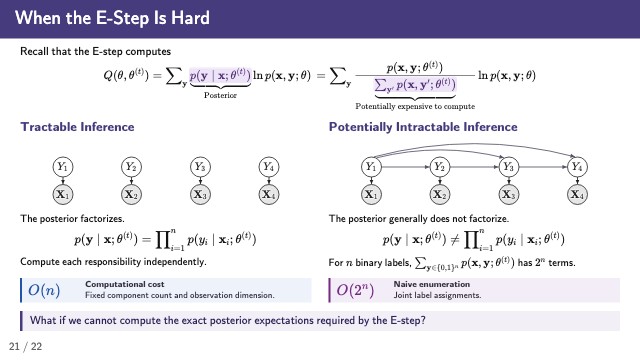 When the E-Step Is Hard
Recall that the E-step computes
Q(θ, θ^(t)) = ∑_y p(y | x; θ^(t)) ln p(x, y; θ) = ∑_y p(x, y; θ^(t)) / ∑_y′ p(x, y′; θ^(t)) ln p(x, y; θ)
Posterior
Potentially expensive to compute
Tractable Inference
Y₁ Y₂ Y₃ Y₄
X₁ X₂ X₃ X₄
The posterior factorizes.
p(y | x; θ^(t)) = ∏_{i=1}^n p(y_i | x_i; θ^(t))
Compute each responsibility independently.
O(n)
Computational cost
Fixed component count and observation dimension.
Potentially Intractable Inference
Y₁ Y₂ Y₃ Y₄
X₁ X₂ X₃ X₄
The posterior generally does not factorize.
p(y | x; θ^(t)) ≠ ∏_{i=1}^n p(y_i | x_i; θ^(t))
For n binary labels, ∑_{y∈{0,1}^n} p(x, y; θ^(t)) has 2^n terms.
O(2^n)
Naive enumeration
Joint label assignments.
What if we cannot compute the exact posterior expectations required by the E-step?
21 / 22